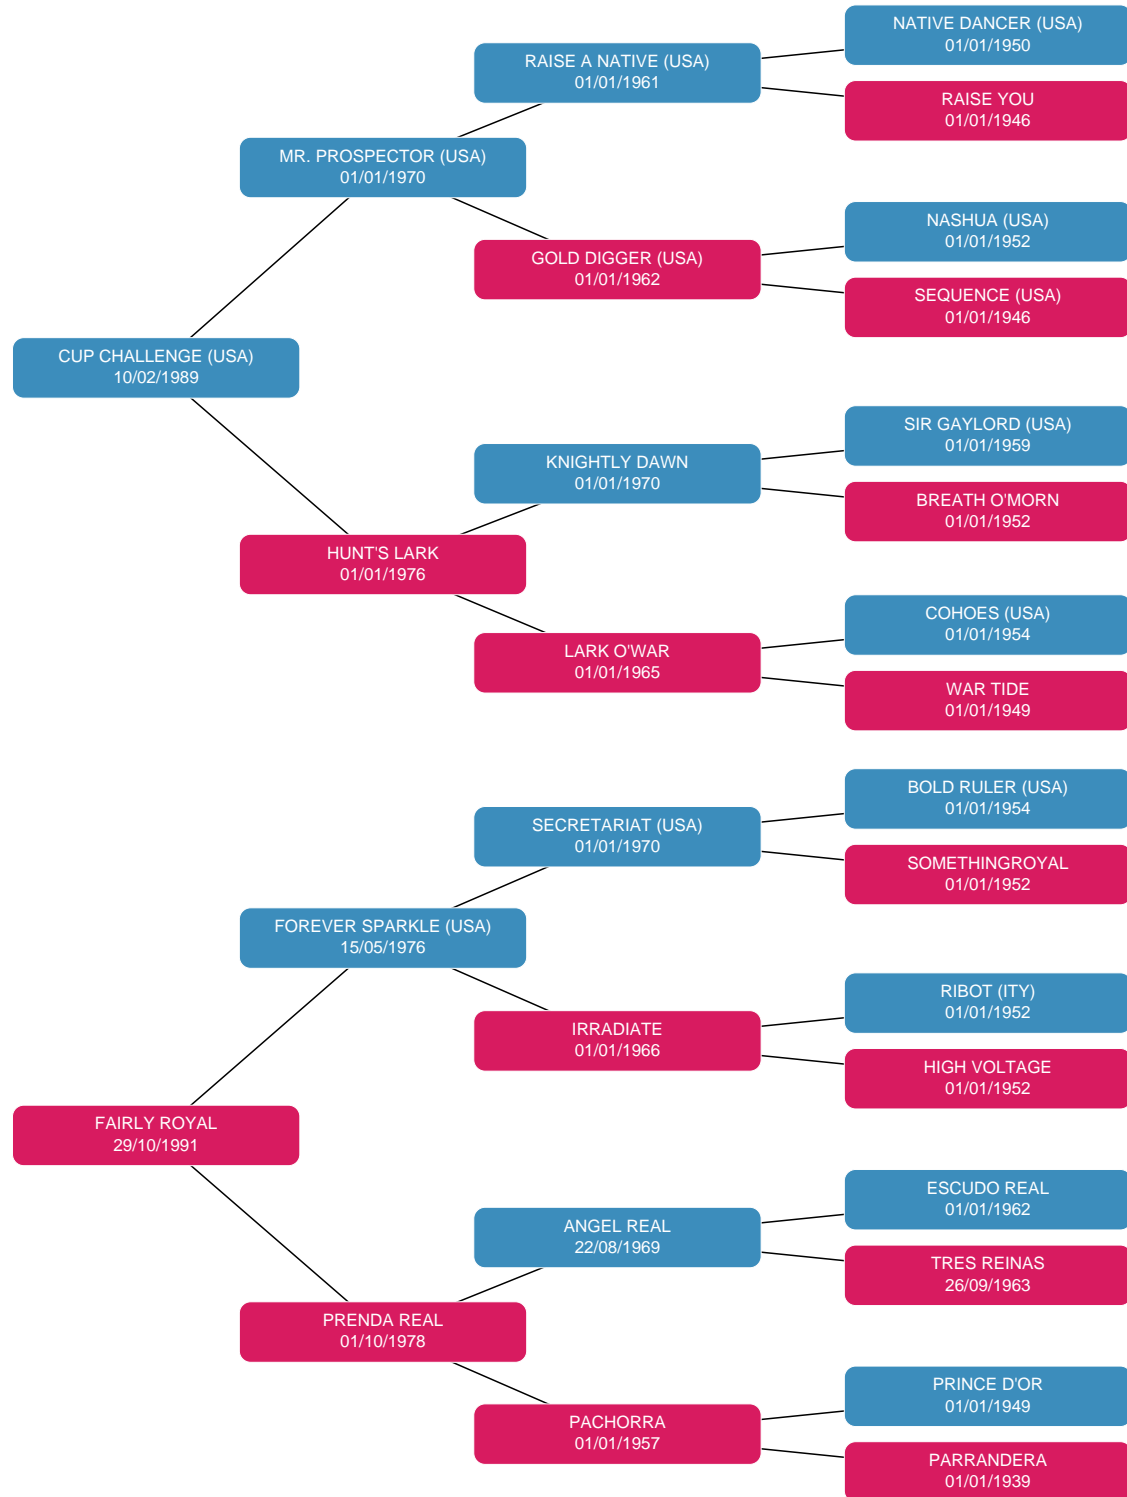 NATIVE DANCER (USA)
01/01/1950
RAISE A NATIVE (USA)
01/01/1961
RAISE YOU
01/01/1946
MR. PROSPECTOR (USA)
01/01/1970
NASHUA (USA)
01/01/1952
GOLD DIGGER (USA)
01/01/1962
SEQUENCE (USA)
01/01/1946
CUP CHALLENGE (USA)
10/02/1989
SIR GAYLORD (USA)
01/01/1959
KNIGHTLY DAWN
01/01/1970
BREATH O'MORN
01/01/1952
HUNT'S LARK
01/01/1976
COHOES (USA)
01/01/1954
LARK O'WAR
01/01/1965
WAR TIDE
01/01/1949
BOLD RULER (USA)
01/01/1954
SECRETARIAT (USA)
01/01/1970
SOMETHINGROYAL
01/01/1952
FOREVER SPARKLE (USA)
15/05/1976
RIBOT (ITY)
01/01/1952
IRRADIATE
01/01/1966
HIGH VOLTAGE
01/01/1952
FAIRLY ROYAL
29/10/1991
ESCUDO REAL
01/01/1962
ANGEL REAL
22/08/1969
TRES REINAS
26/09/1963
PRENDA REAL
01/10/1978
PRINCE D'OR
01/01/1949
PACHORRA
01/01/1957
PARRANDERA
01/01/1939